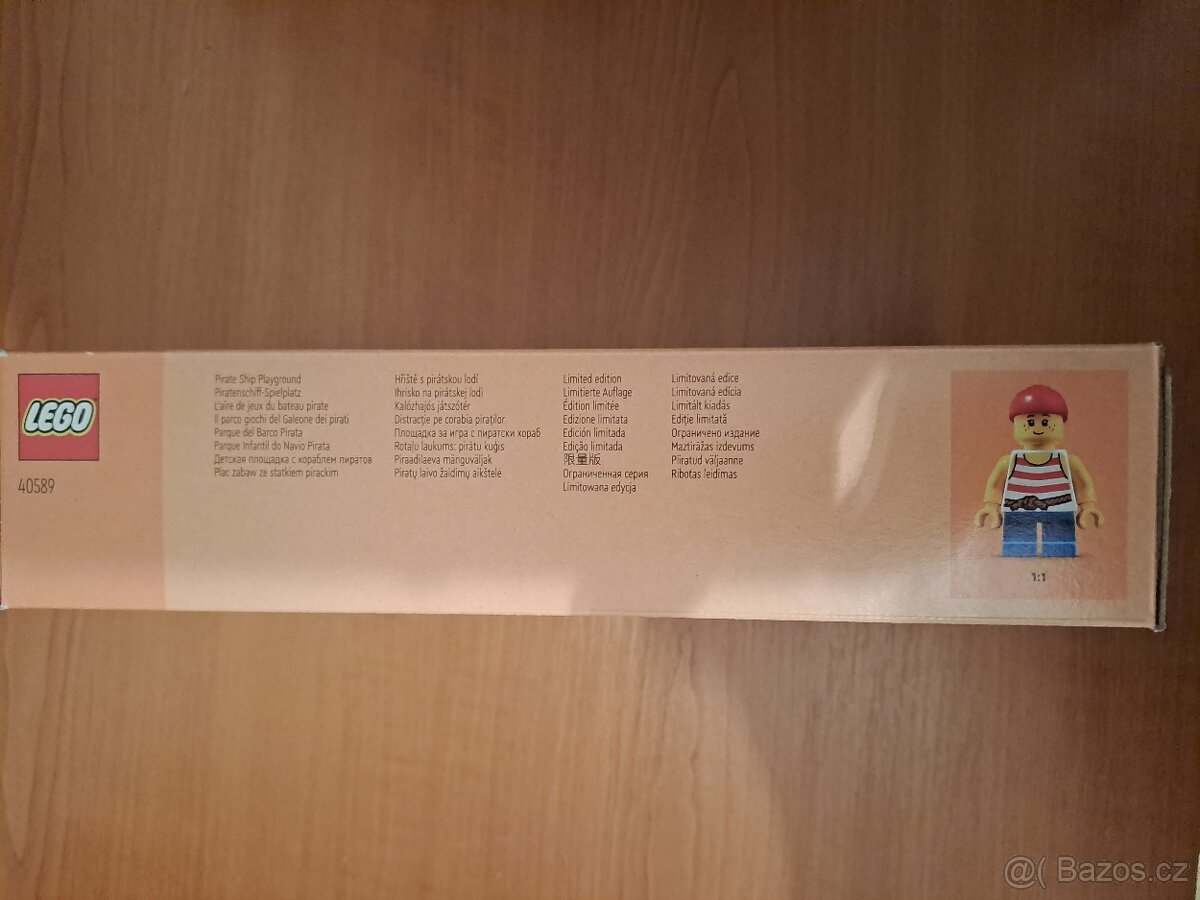 LEGO
40589
Pirate Ship Playground
Piratenschiff-Spielplatz
L'aire de jeux du bateau pirate
Il parco giochi del Galeone dei pirati
Parque del Barco Pirata
Parque Infantil do Navio Pirata
Детская площадка с кораблем пиратов
Plac zabaw ze statkiem pirackim
Hřiště s pirátskou lodí
Ihrisko na pirátskej lodi
Kalózhajós játszótér
Distracție pe corabia piraților
Площадка за игра с пиратски кораб
Rotaļu laukums: pirātu kuģis
Piraadilaeva mänguväljak
Piratų laivo žaidimų aikštelė
Limited edition
Limitierte Auflage
Édition limitée
Edizione limitata
Edición limitada
Edição limitada
限量版
Ограниченная серия
Limitowana edycja
Limitovaná edice
Limitovaná edícia
Limitált kiadás
Ediție limitată
Ограничено издание
Maztirāžas izdevums
Piiratud väljaanne
Ribotas leidimas
1:1
@( Bazos.cz